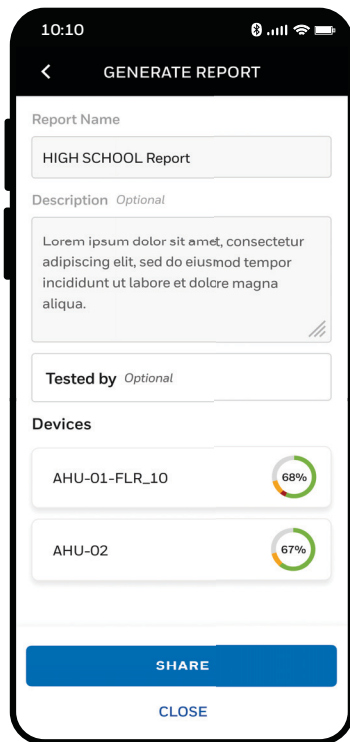 10:10
GENERATE REPORT
Report Name
HIGH SCHOOL Report
Description Optional
Lorem ipsum dolor sit amet, consectetur
adipiscing elit, sed do eiusmod tempor
incididunt ut labore et dolore magna
aliqua.
Tested by Optional
Devices
AHU-01-FLR_10 68%
AHU-02 67%
SHARE
CLOSE